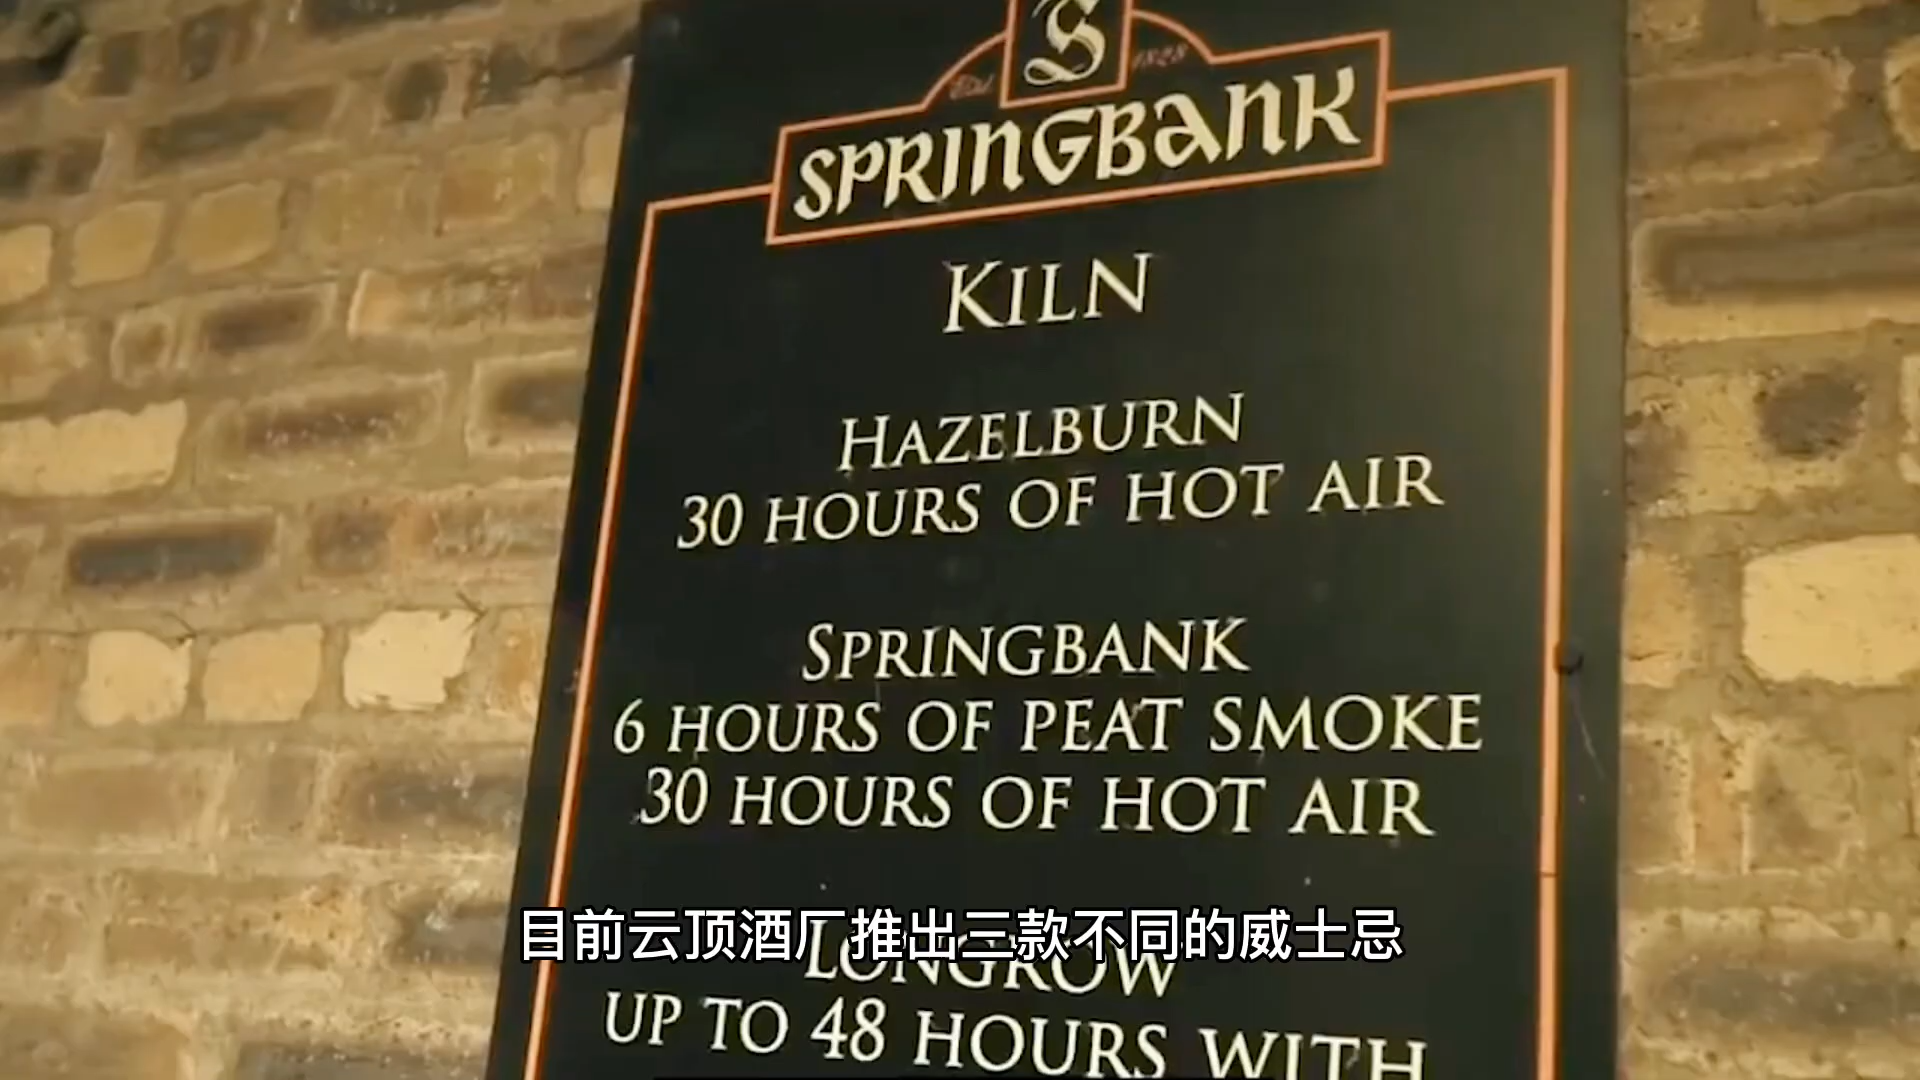 S
1828
SPRINGBANK
KILN
HAZELBURN
30 HOURS OF HOT AIR
SPRINGBANK
6 HOURS OF PEAT SMOKE
30 HOURS OF HOT AIR
目前云顶酒厂推出三款不同的威士忌
LONGROW
UP TO 48 HOURS WITH